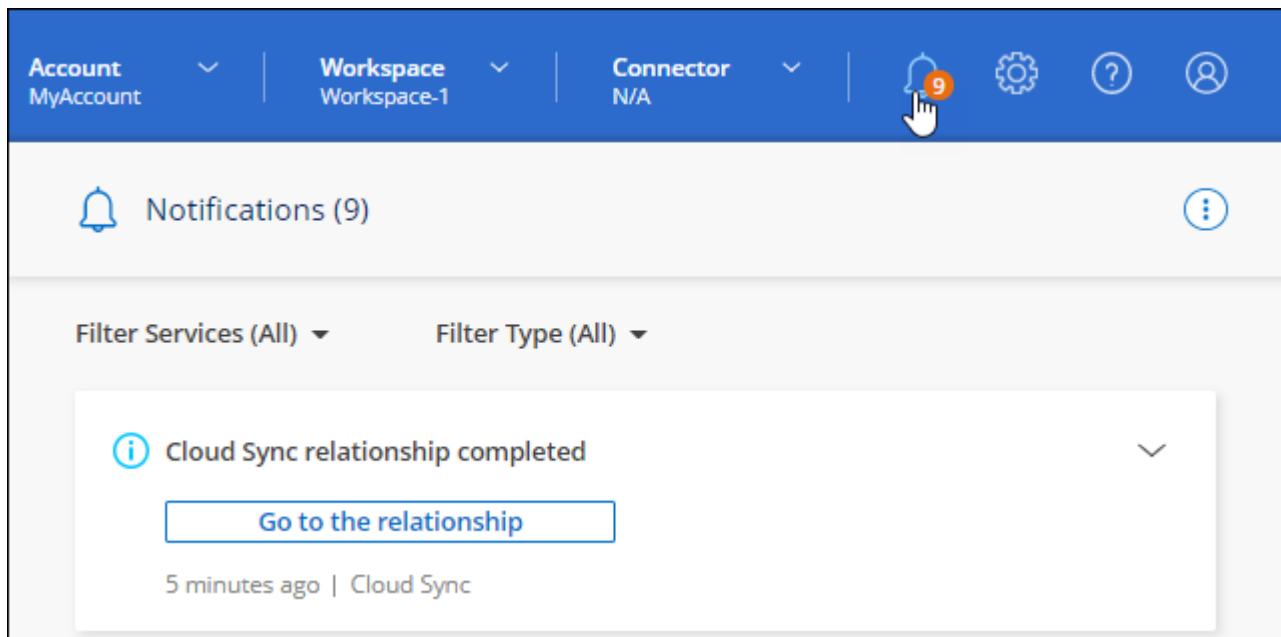 Account
MyAccount
Workspace
Workspace-1
Connector
N/A
9
Notifications (9)
Filter Services (All)
Filter Type (All)
Cloud Sync relationship completed
Go to the relationship
5 minutes ago | Cloud Sync